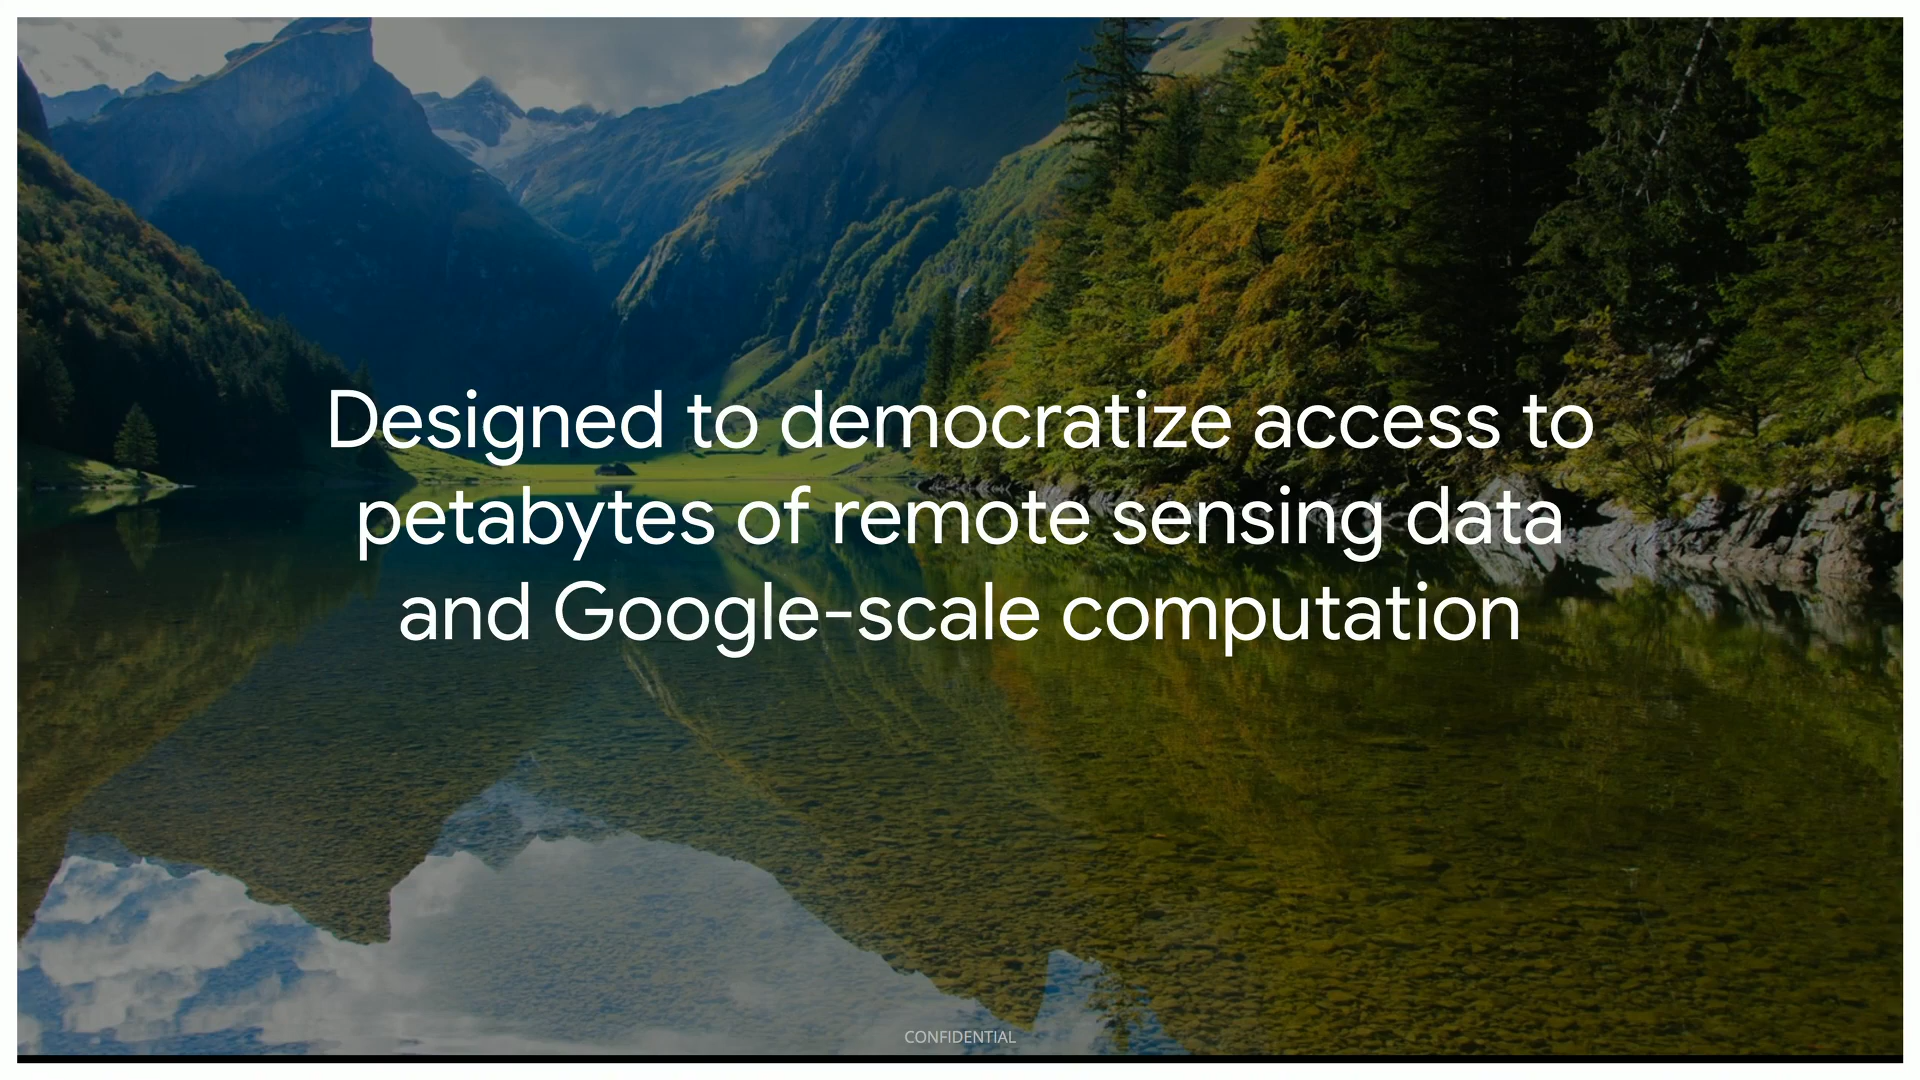 Designed to democratize access to
petabytes of remote sensing data
and Google-scale computation
CONFIDENTIAL